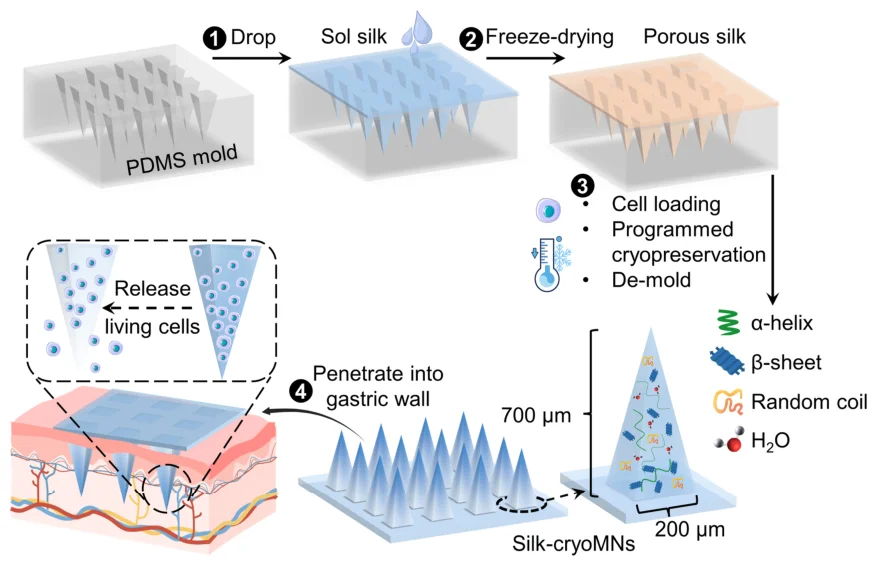 1 Drop
Sol silk
2 Freeze-drying
Porous silk
PDMS mold
3
• Cell loading
• Programmed
cryopreservation
• De-mold
Release
living cells
α-helix
β-sheet
Random coil
H₂O
4 Penetrate into
gastric wall
700 μm
200 μm
Silk-cryoMNs